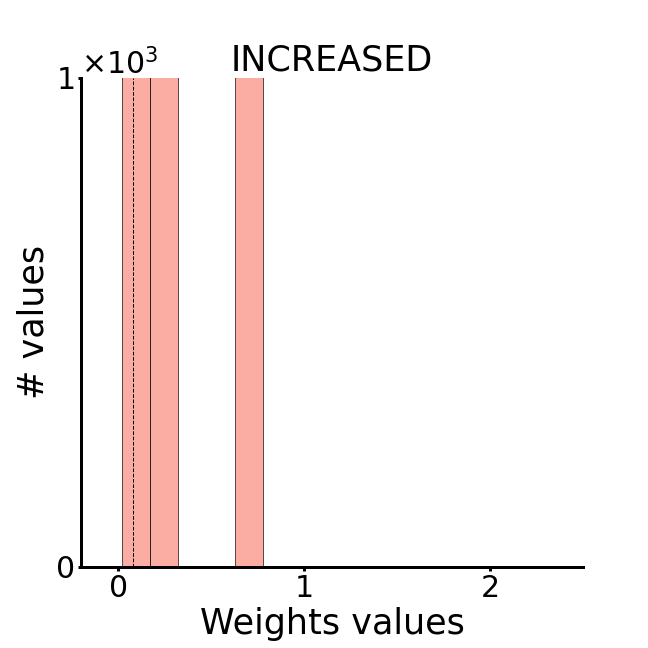 INCREASED
×10³
1
0
# values
0 1 2
Weights values